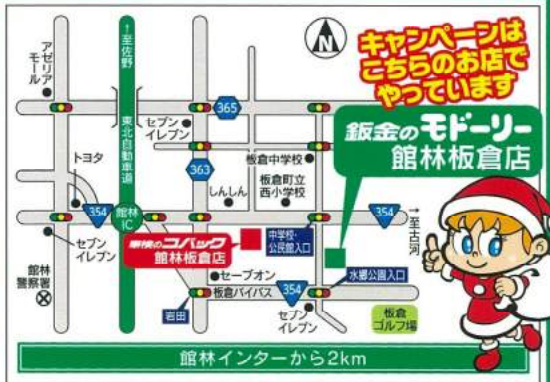 アゼリア
モール
↑至佐野
東北自動車道
N
キャンペーンは
こちらのお店で
やっています
365
セブン
イレブン
鈑金のモドーリー
館林板倉店
トヨタ
363
板倉中学校
しんしん
板倉町立
西小学校
354
館林
IC
354
→至古河
セブン
イレブン
車検のコバック
館林板倉店
中学校・
公民館入口
館林
警察署
セーブオン
水郷公園入口
板倉バイパス
354
岩田
セブン
イレブン
板倉
ゴルフ場
館林インターから2km